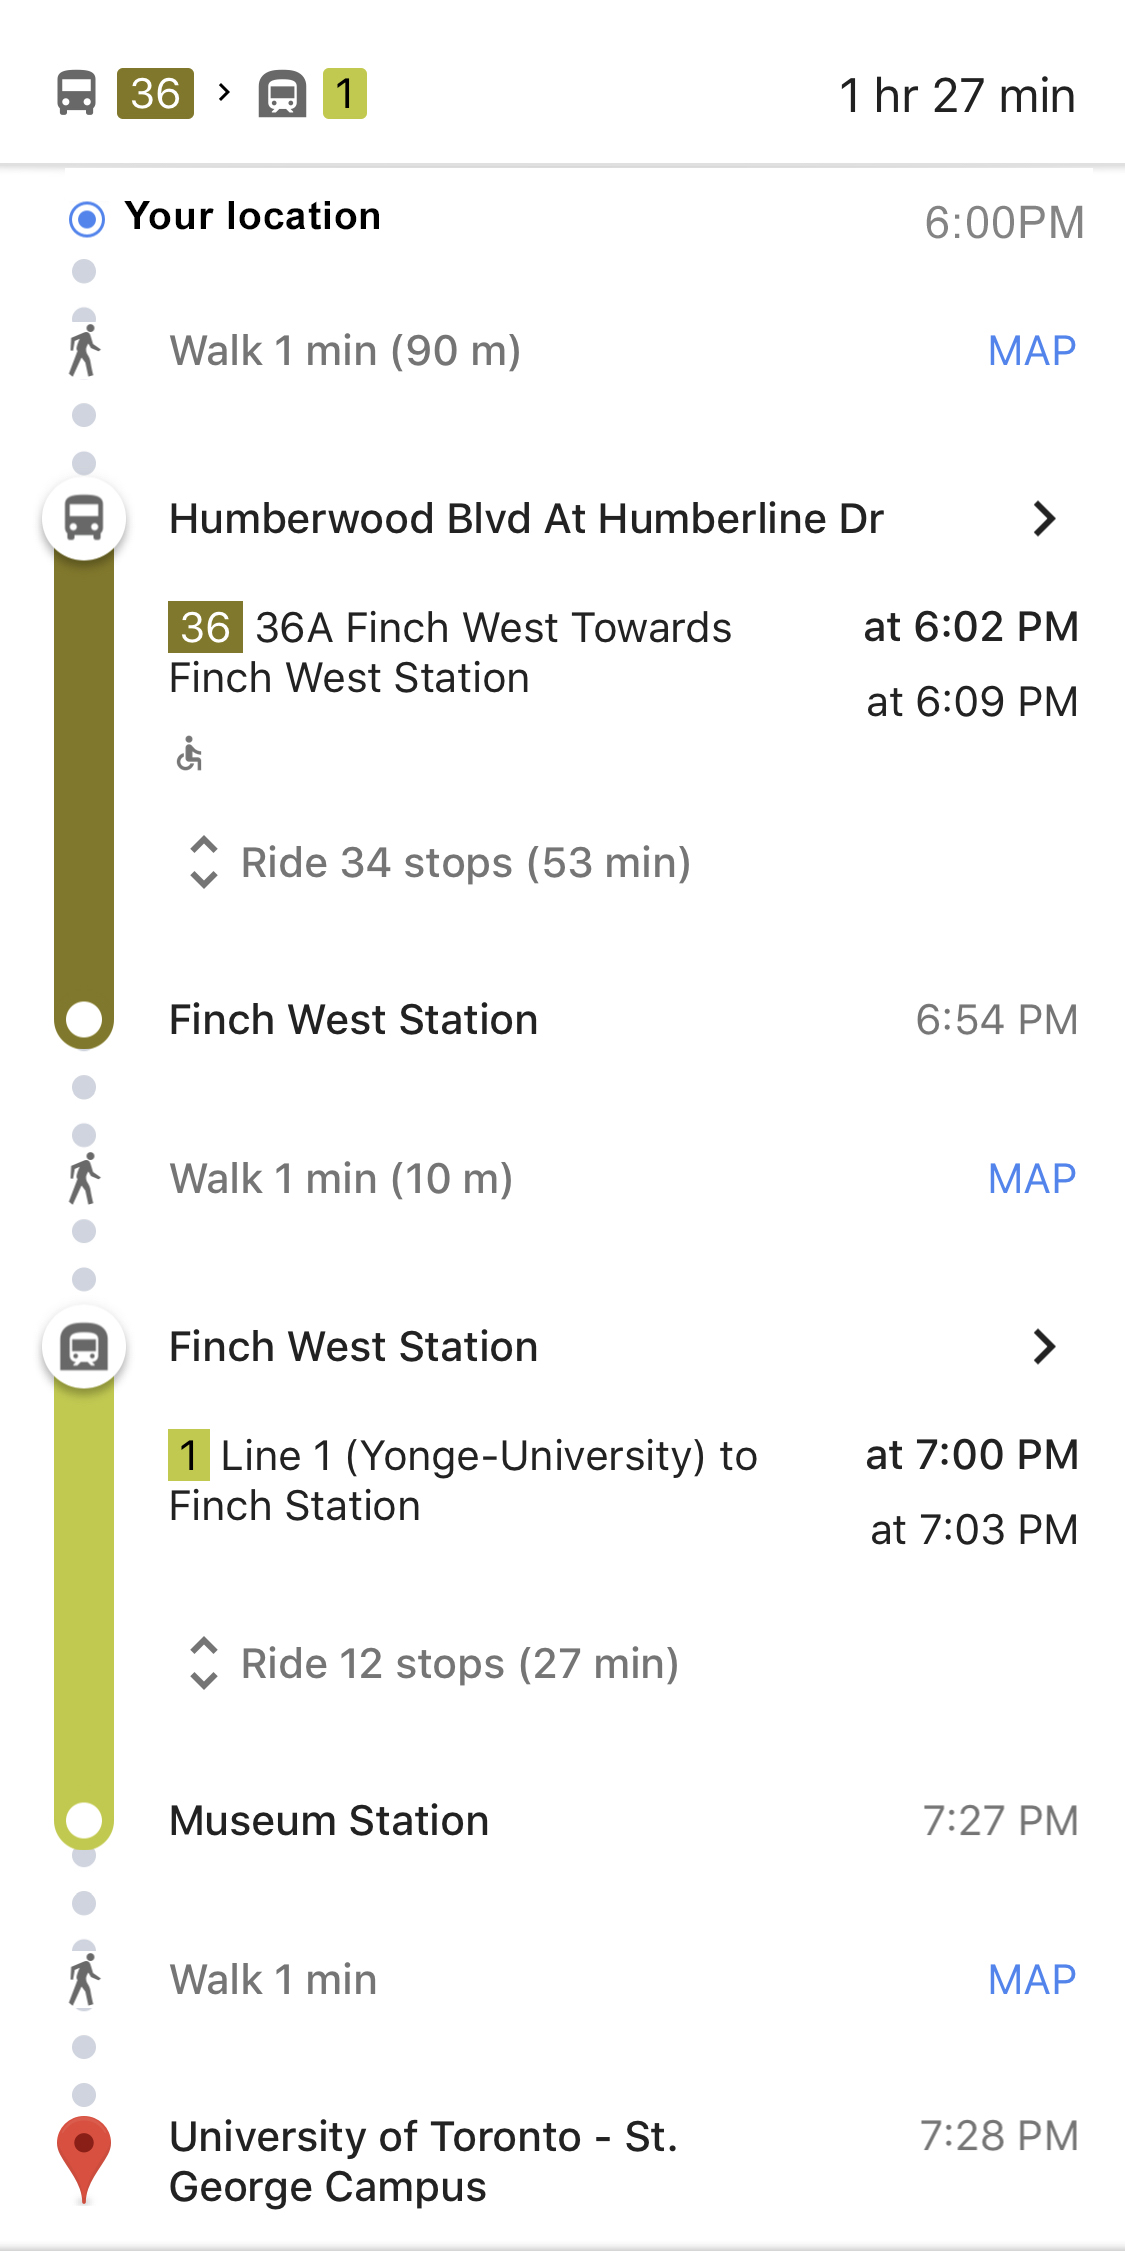 36 > 1 1 hr 27 min
Your location 6:00PM
Walk 1 min (90 m) MAP
Humberwood Blvd At Humberline Dr
36 36A Finch West Towards at 6:02 PM
Finch West Station
at 6:09 PM
Ride 34 stops (53 min)
Finch West Station 6:54 PM
Walk 1 min (10 m) MAP
Finch West Station
1 Line 1 (Yonge-University) to at 7:00 PM
Finch Station
at 7:03 PM
Ride 12 stops (27 min)
Museum Station 7:27 PM
Walk 1 min MAP
University of Toronto - St. 7:28 PM
George Campus